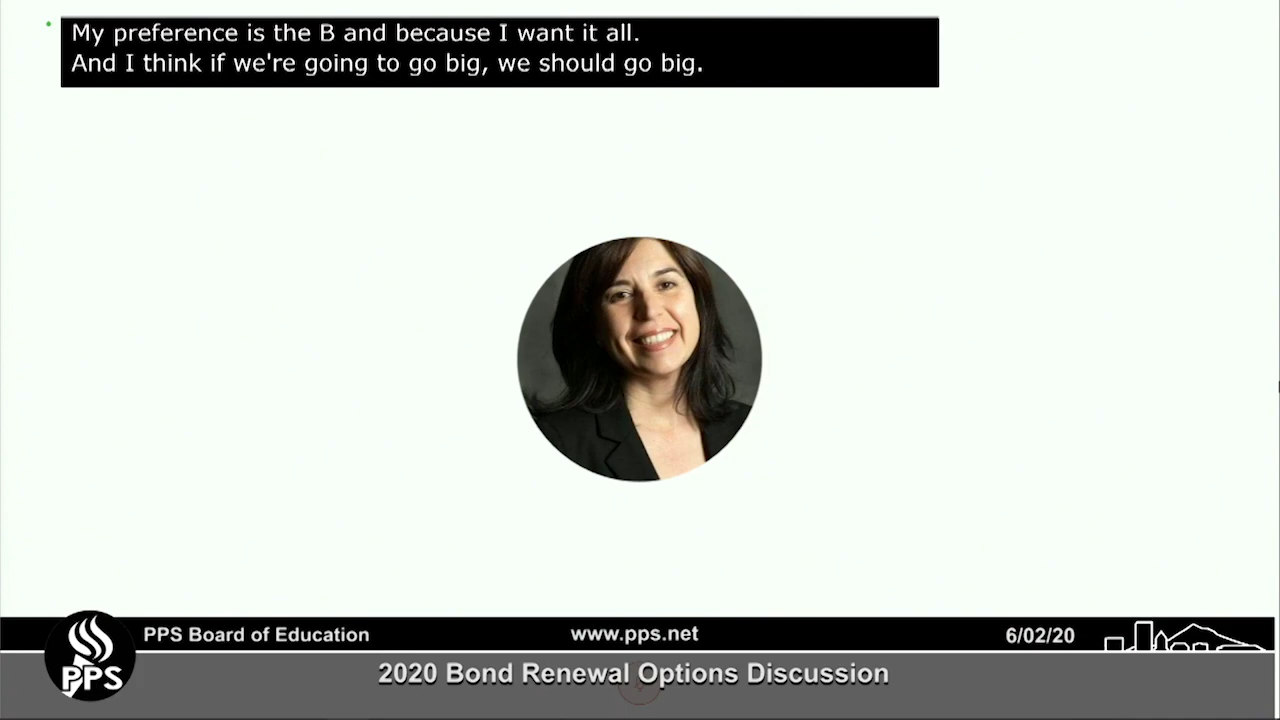 My preference is the B and because I want it all.
And I think if we're going to go big, we should go big.
PPS Board of Education
www.pps.net
6/02/20
PPS
2020 Bond Renewal Options Discussion